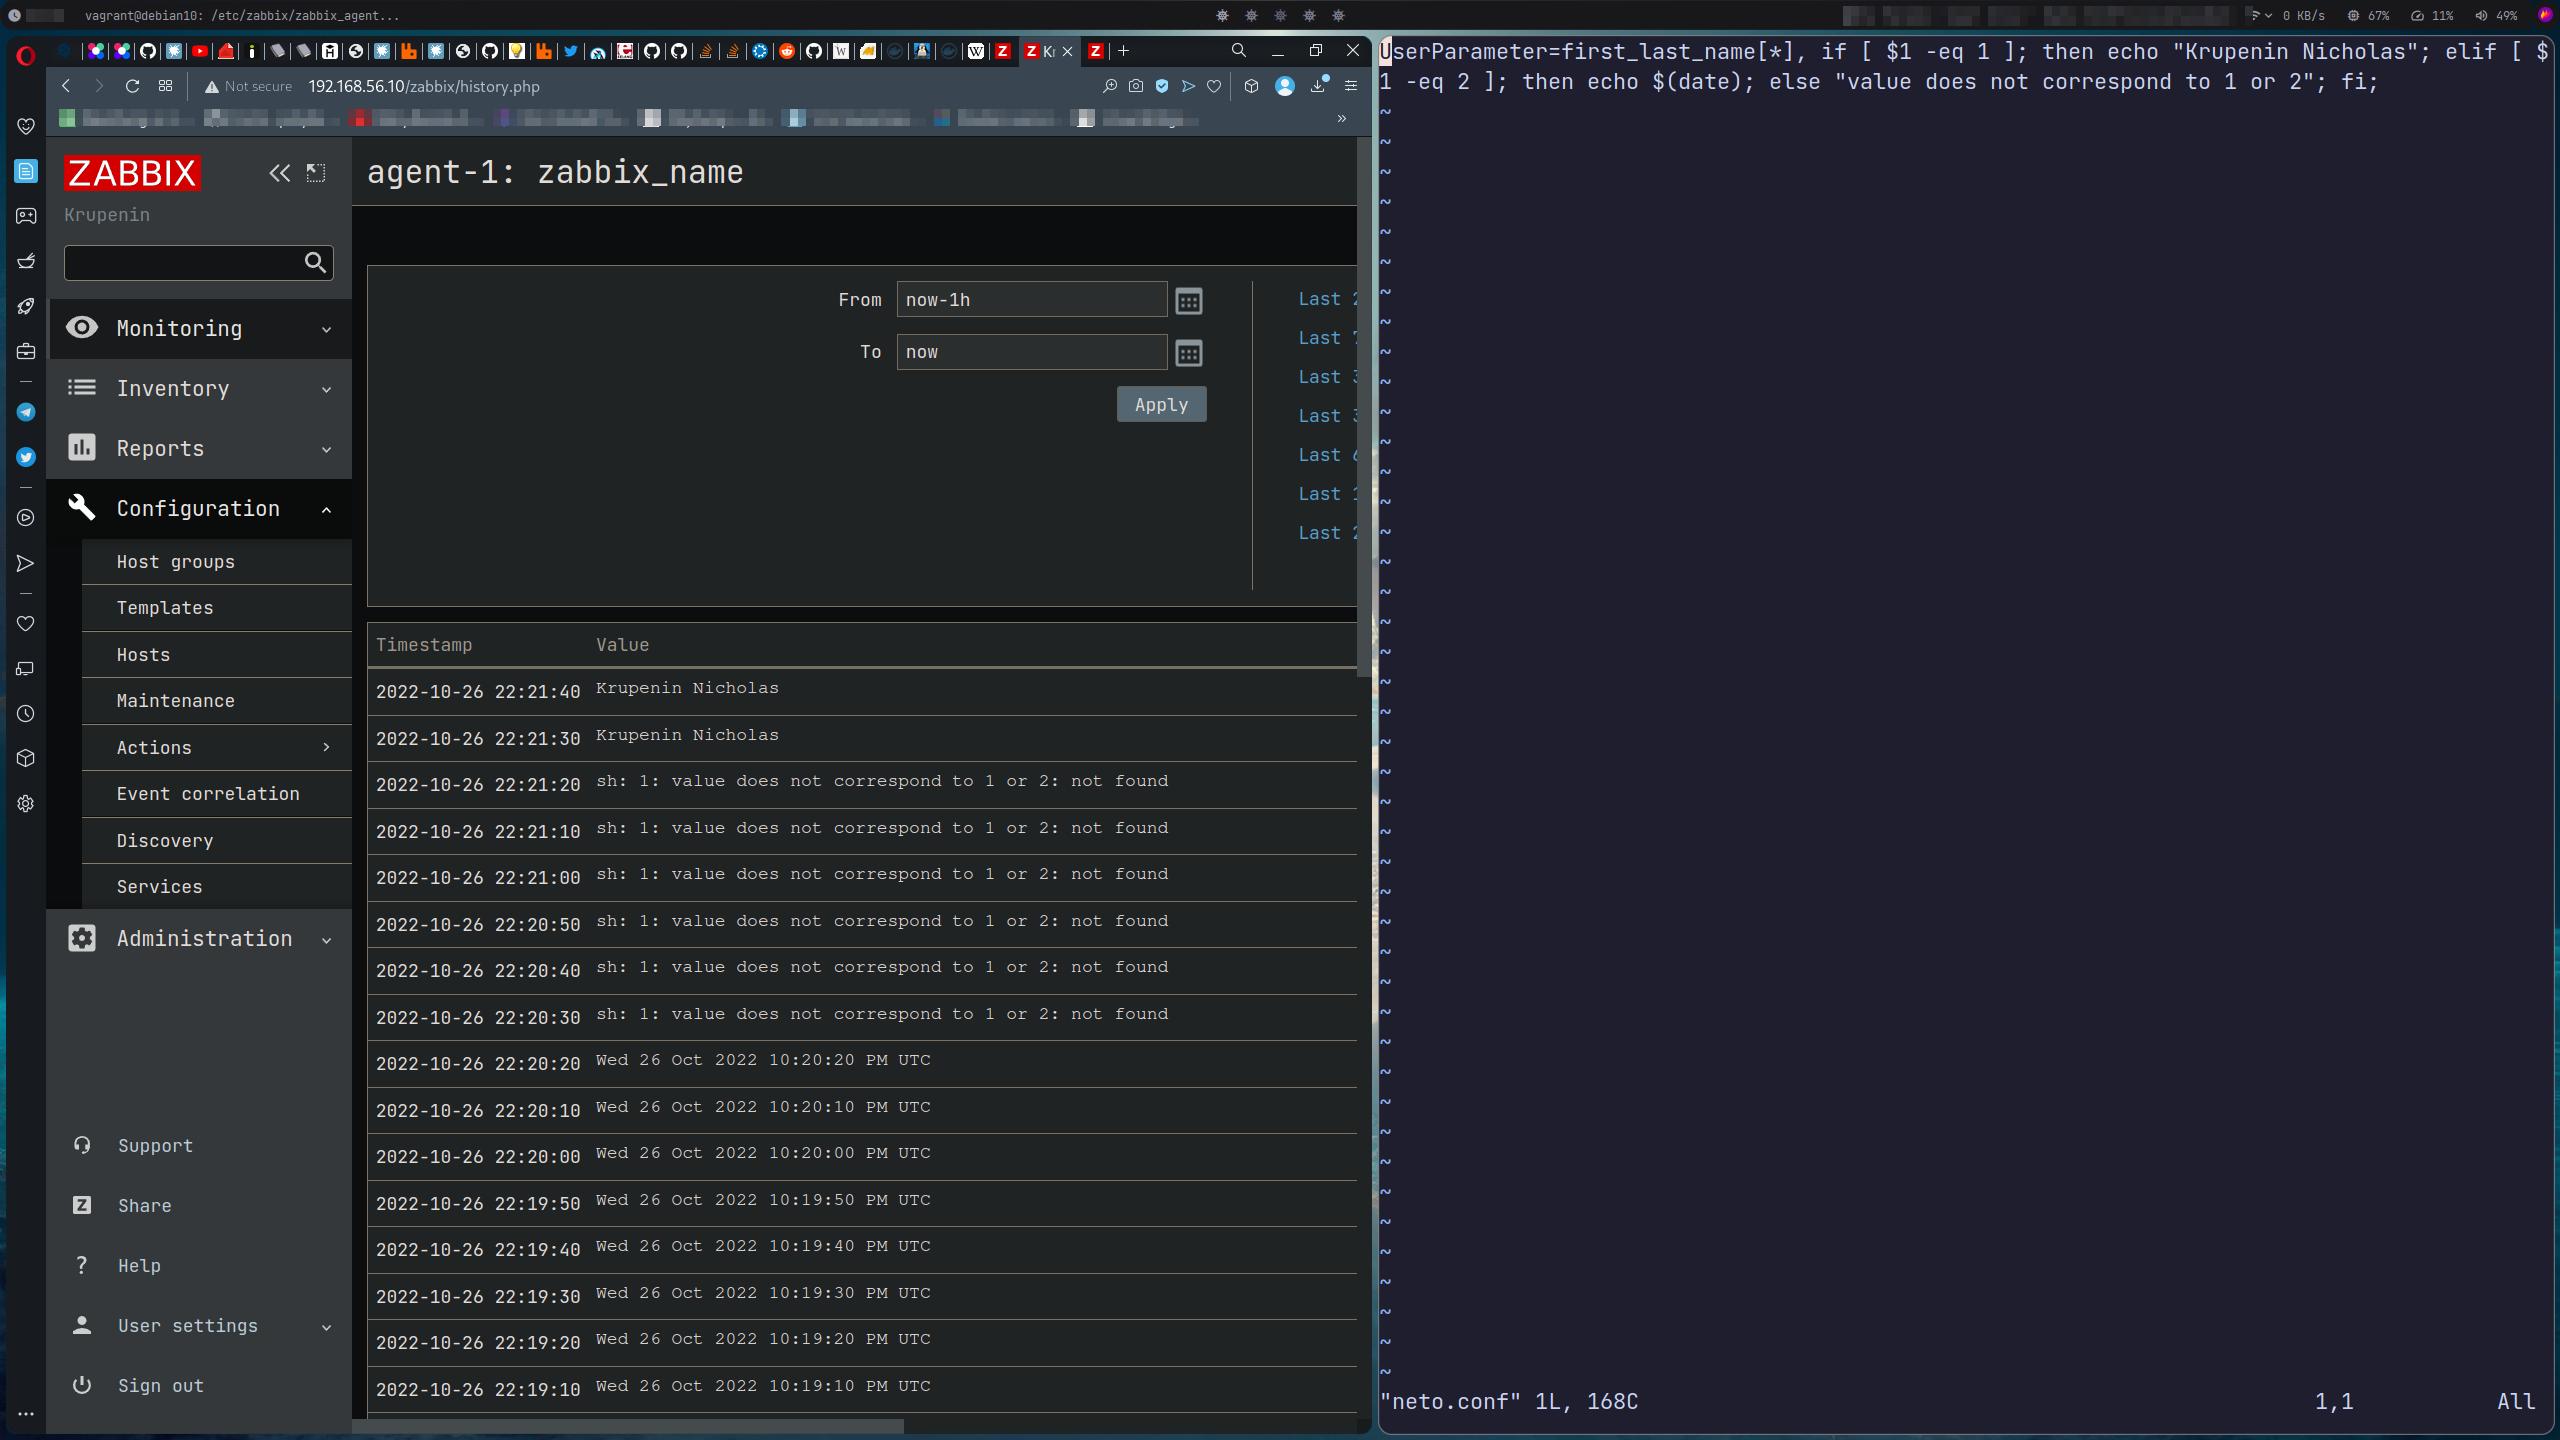 vagrant@debian10: /etc/zabbix/zabbix_agent...
0 KB/s 67% 11% 49%
Kr
Not secure 192.168.56.10/zabbix/history.php
ZABBIX
Krupenin
Monitoring
Inventory
Reports
Configuration
Host groups
Templates
Hosts
Maintenance
Actions
Event correlation
Discovery
Services
Administration
Support
Share
Help
User settings
Sign out
agent-1: zabbix_name
From now-1h
To now
Apply
Last 2
Last 7
Last 3
Last 3
Last 6
Last 1
Last 2
Timestamp Value
2022-10-26 22:21:40 Krupenin Nicholas
2022-10-26 22:21:30 Krupenin Nicholas
2022-10-26 22:21:20 sh: 1: value does not correspond to 1 or 2: not found
2022-10-26 22:21:10 sh: 1: value does not correspond to 1 or 2: not found
2022-10-26 22:21:00 sh: 1: value does not correspond to 1 or 2: not found
2022-10-26 22:20:50 sh: 1: value does not correspond to 1 or 2: not found
2022-10-26 22:20:40 sh: 1: value does not correspond to 1 or 2: not found
2022-10-26 22:20:30 sh: 1: value does not correspond to 1 or 2: not found
2022-10-26 22:20:20 Wed 26 Oct 2022 10:20:20 PM UTC
2022-10-26 22:20:10 Wed 26 Oct 2022 10:20:10 PM UTC
2022-10-26 22:20:00 Wed 26 Oct 2022 10:20:00 PM UTC
2022-10-26 22:19:50 Wed 26 Oct 2022 10:19:50 PM UTC
2022-10-26 22:19:40 Wed 26 Oct 2022 10:19:40 PM UTC
2022-10-26 22:19:30 Wed 26 Oct 2022 10:19:30 PM UTC
2022-10-26 22:19:20 Wed 26 Oct 2022 10:19:20 PM UTC
2022-10-26 22:19:10 Wed 26 Oct 2022 10:19:10 PM UTC
UserParameter=first_last_name[*], if [ $1 -eq 1 ]; then echo "Krupenin Nicholas"; elif [ $
1 -eq 2 ]; then echo $(date); else "value does not correspond to 1 or 2"; fi;
"neto.conf" 1L, 168C 1,1 All